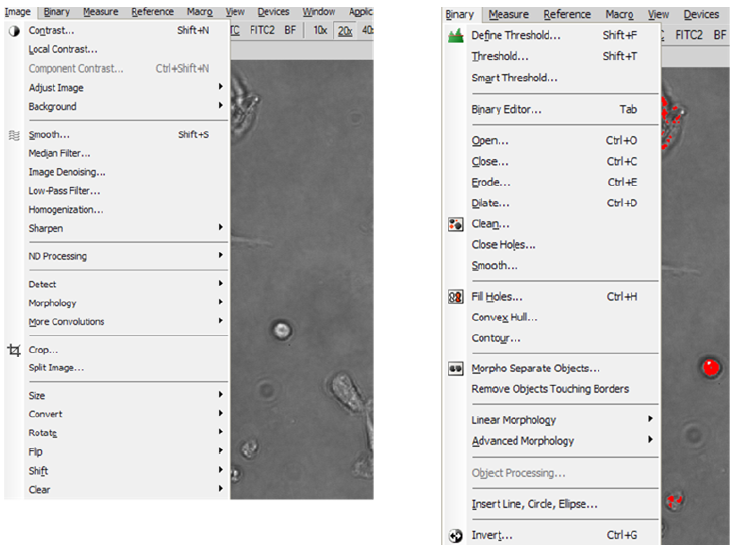 Image Binary Measure Reference Macro View Devices Window Applic
Contrast... Shift+N
FITC2 BF 10x 20x 40
Local Contrast...
Component Contrast... Ctrl+Shift+N
Adjust Image
Background
Smooth... Shift+S
Median Filter...
Image Denoising...
Low-Pass Filter...
Homogenization...
Sharpen
ND Processing
Detect
Morphology
More Convolutions
Crop...
Split Image...
Size
Convert
Rotate
Flip
Shift
Clear
Binary Measure Reference Macro View Devices
Define Threshold... Shift+F
FITC2 BF
Threshold... Shift+T
Smart Threshold...
Binary Editor... Tab
Open... Ctrl+O
Close... Ctrl+C
Erode... Ctrl+E
Dilate... Ctrl+D
Clean...
Close Holes...
Smooth...
Fill Holes... Ctrl+H
Convex Hull...
Contour...
Morpho Separate Objects...
Remove Objects Touching Borders
Linear Morphology
Advanced Morphology
Object Processing...
Insert Line, Circle, Ellipse...
Invert... Ctrl+G